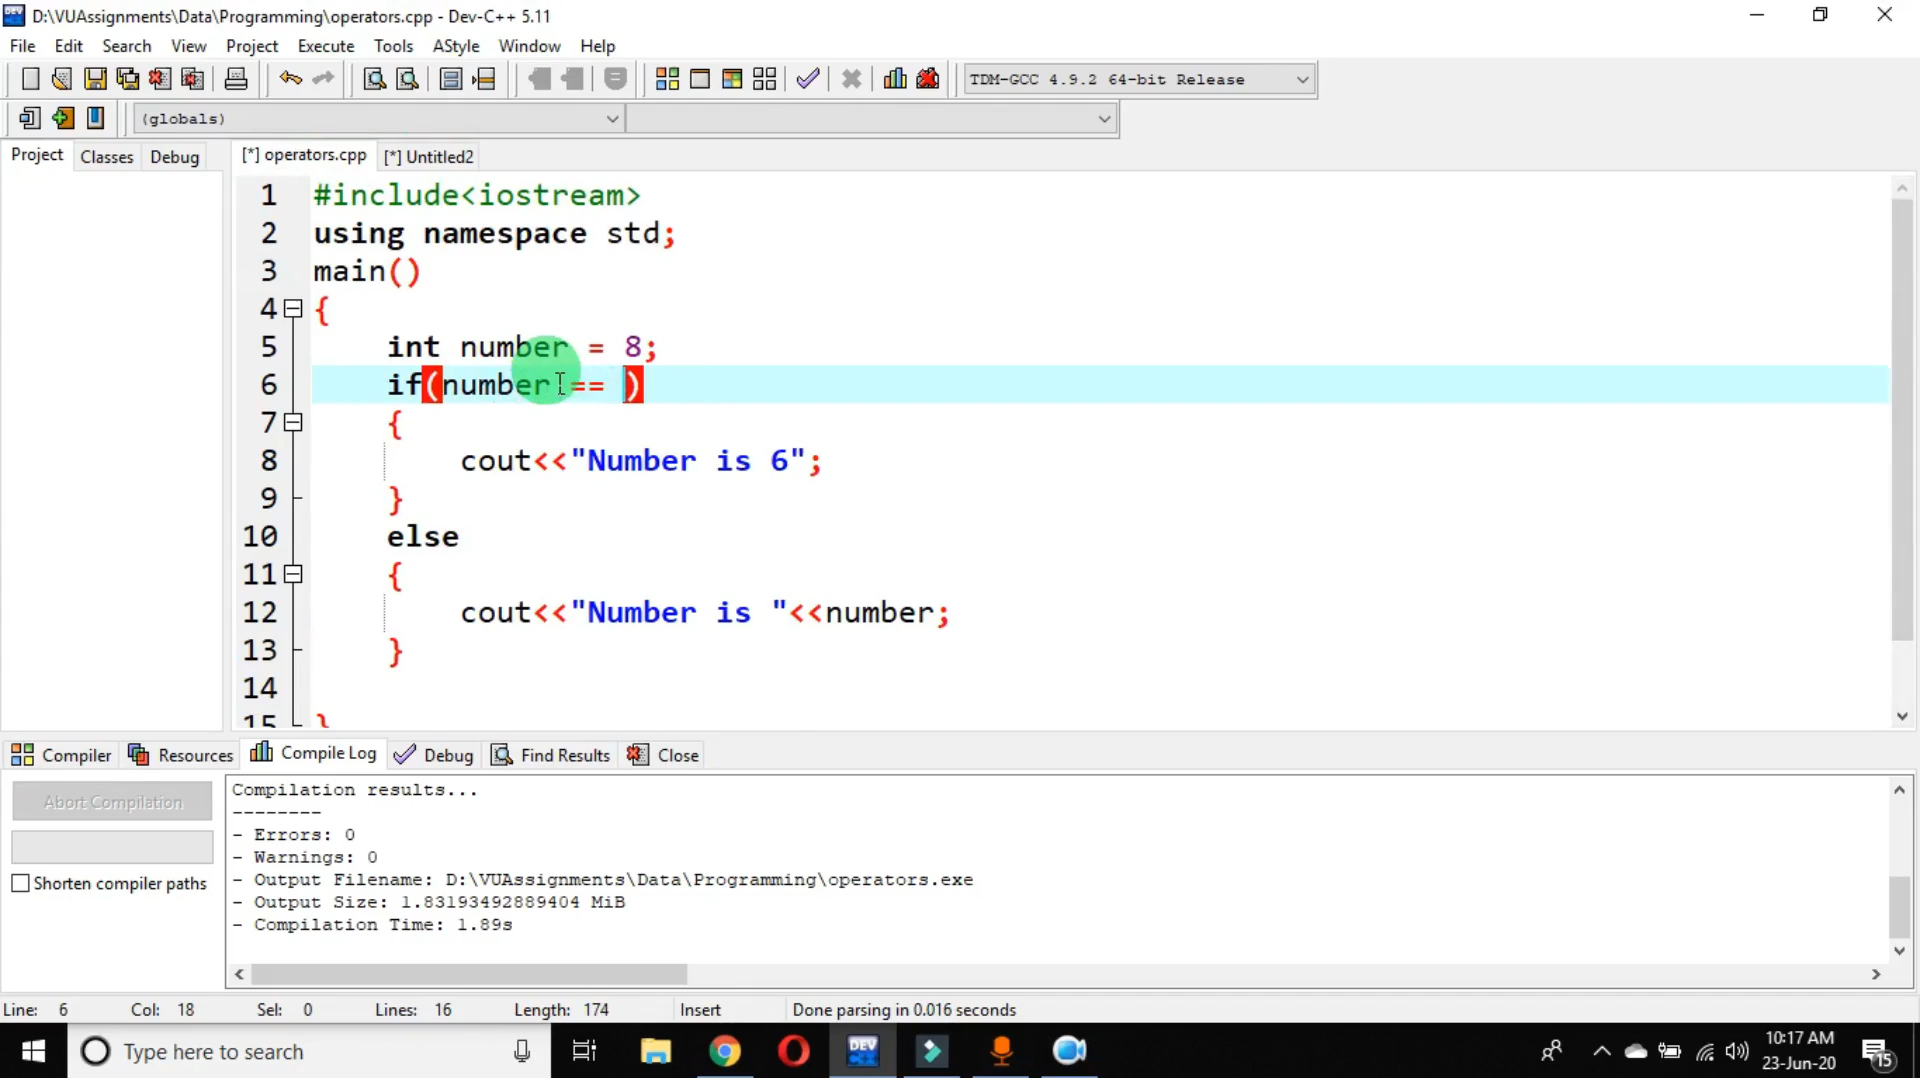 D:\VUAssignments\Data\Programming\operators.cpp - Dev-C++ 5.11
File Edit Search View Project Execute Tools AStyle Window Help
TDM-GCC 4.9.2 64-bit Release
(globals)
Project Classes Debug [*] operators.cpp [*] Untitled2
1 #include<iostream>
2 using namespace std;
3 main()
4 {
5 int number = 8;
6 if(number == )
7 {
8 cout<<"Number is 6";
9 }
10 else
11 {
12 cout<<"Number is "<<number;
13 }
14
15 }
Compiler Resources Compile Log Debug Find Results Close
Abort Compilation
Shorten compiler paths
Compilation results...
--------
- Errors: 0
- Warnings: 0
- Output Filename: D:\VUAssignments\Data\Programming\operators.exe
- Output Size: 1.83193492889404 MiB
- Compilation Time: 1.89s
Line: 6 Col: 18 Sel: 0 Lines: 16 Length: 174 Insert Done parsing in 0.016 seconds
Type here to search
DEV
10:17 AM
23-Jun-20
15